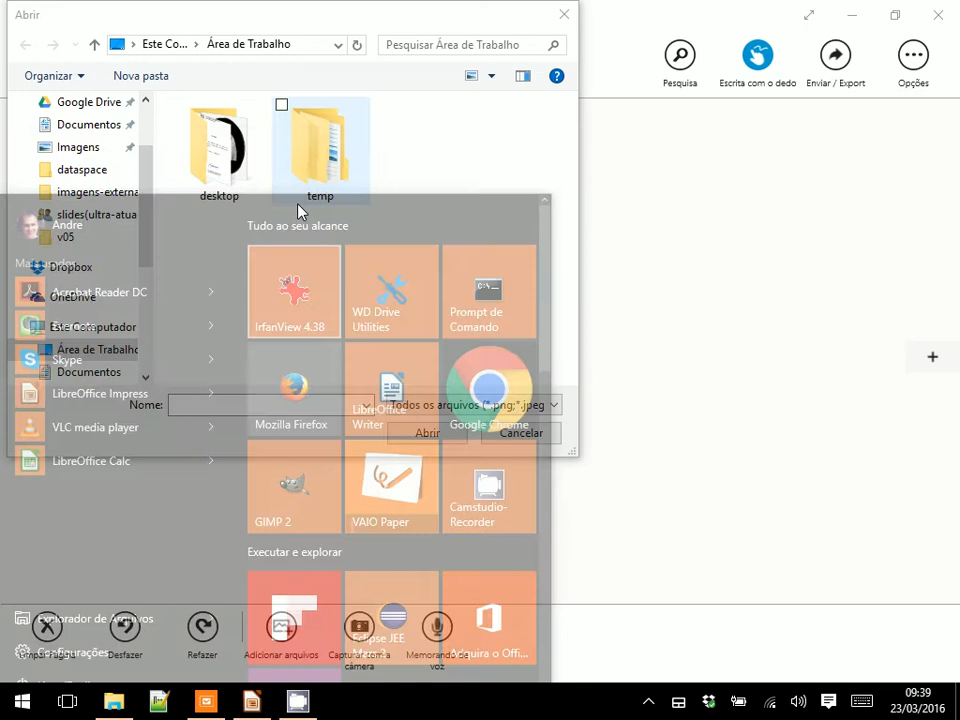 Abrir
Este Co... Área de Trabalho
Pesquisar Área de Trabalho
Pesquisa
Escrita com o dedo
Enviar / Export
Opções
Organizar
Nova pasta
Google Drive
Documentos
Imagens
dataspace
imagens-externa
slides(ultra-atua
v05
Dropbox
OneDrive
Este Computador
Área de Trabalho
Documentos
desktop
temp
Nome:
Todos os arquivos (*.png;*.jpeg
Abrir
Cancelar
Andre
Acrobat Reader DC
Evernote
Skype
LibreOffice Impress
VLC media player
LibreOffice Calc
Explorador de Arquivos
Configurações
Tudo ao seu alcance
IrfanView 4.38
WD Drive Utilities
Prompt de Comando
Mozilla Firefox
LibreOffice Writer
Google Chrome
GIMP 2
VAIO Paper
Camstudio-Recorder
Executar e explorar
Eclipse JEE
Adquira o Offi...
Desfazer
Refazer
Adicionar arquivos
Capturar com a câmera
Memorando de voz
09:39
23/03/2016